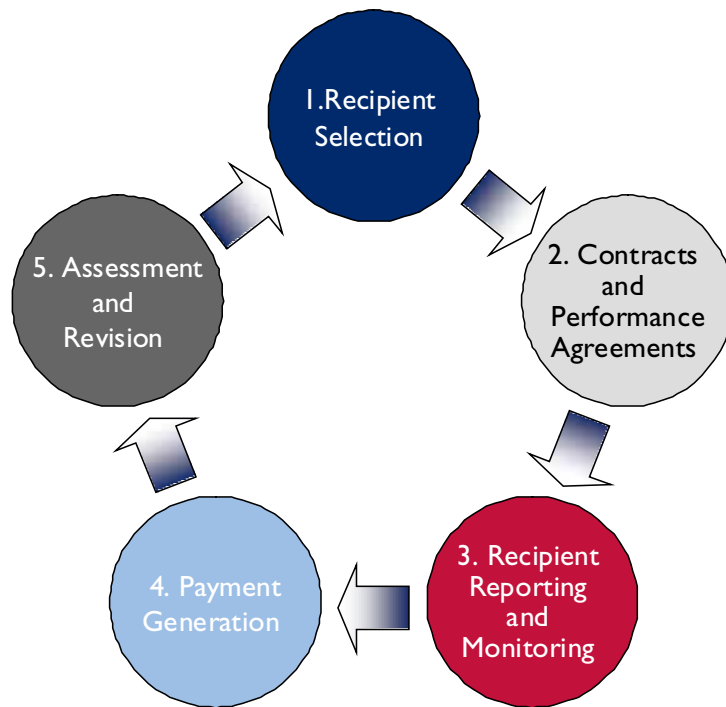 1.Recipient
Selection
2. Contracts
and
Performance
Agreements
3. Recipient
Reporting
and
Monitoring
4. Payment
Generation
5. Assessment
and
Revision